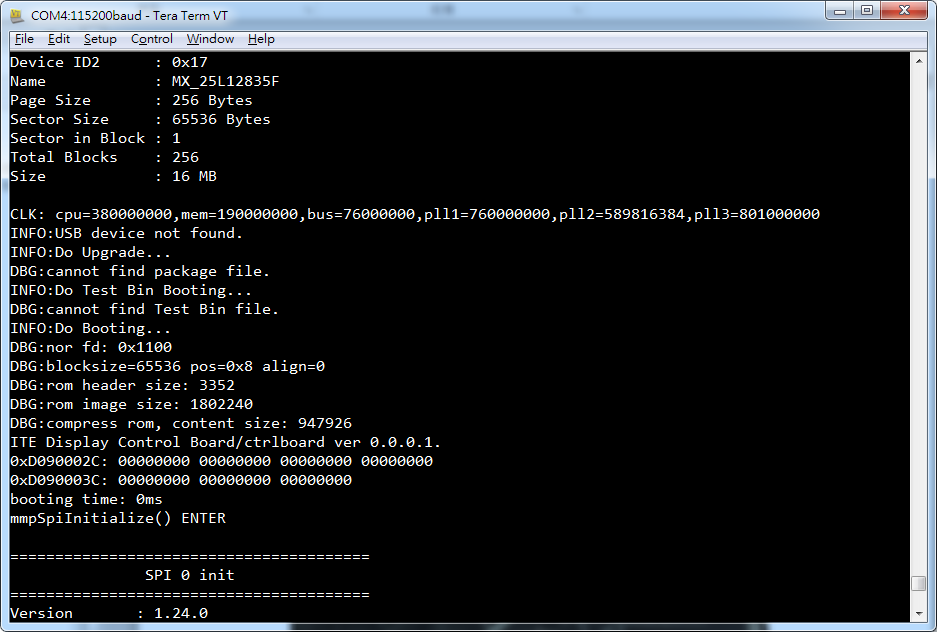 COM4:115200baud - Tera Term VT
File Edit Setup Control Window Help
Device ID2      : 0x17
Name            : MX_25L12835F
Page Size       : 256 Bytes
Sector Size     : 65536 Bytes
Sector in Block : 1
Total Blocks    : 256
Size            : 16 MB
CLK: cpu=380000000,mem=190000000,bus=76000000,pll1=760000000,pll2=589816384,pll3=801000000
INFO:USB device not found.
INFO:Do Upgrade...
DBG:cannot find package file.
INFO:Do Test Bin Booting...
DBG:cannot find Test Bin file.
INFO:Do Booting...
DBG:nor fd: 0x1100
DBG:blocksize=65536 pos=0x8 align=0
DBG:rom header size: 3352
DBG:rom image size: 1802240
DBG:compress rom, content size: 947926
ITE Display Control Board/ctrlboard ver 0.0.0.1.
0xD090002C: 00000000 00000000 00000000 00000000
0xD090003C: 00000000 00000000 00000000
booting time: 0ms
mmpSpiInitialize() ENTER
========================================
               SPI 0 init
========================================
Version       : 1.24.0